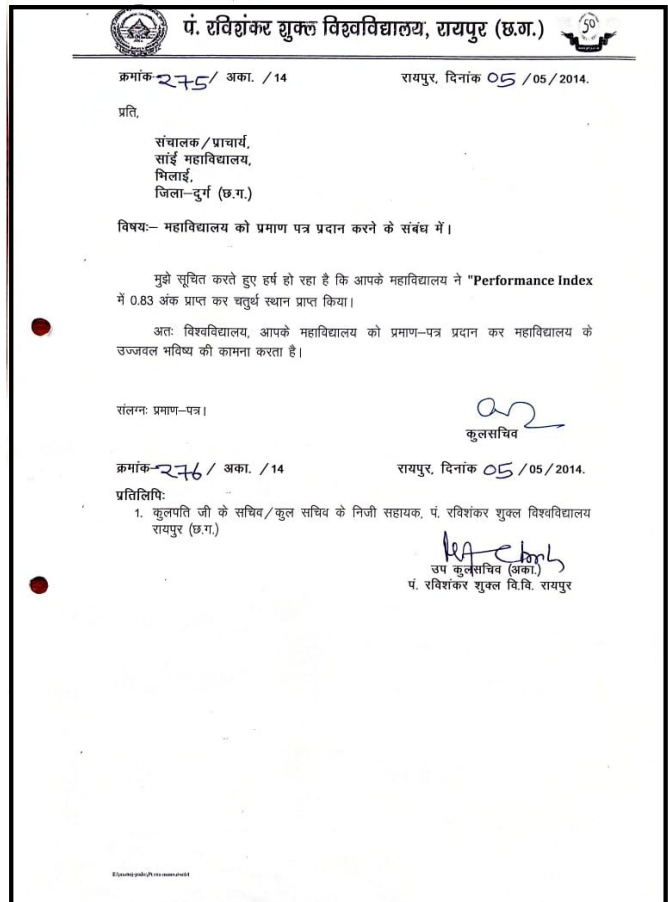 पं. रविशंकर शुक्ल विश्वविद्यालय, रायपुर (छ.ग.)
50
क्रमांक 275/ अका. /14 रायपुर, दिनांक 05 /05/2014.
प्रति,
संचालक/प्राचार्य,
सांई महाविद्यालय,
भिलाई,
जिला–दुर्ग (छ.ग.)
विषयः– महाविद्यालय को प्रमाण पत्र प्रदान करने के संबंध में।
मुझे सूचित करते हुए हर्ष हो रहा है कि आपके महाविद्यालय ने "Performance Index
में 0.83 अंक प्राप्त कर चतुर्थ स्थान प्राप्त किया।
अतः विश्वविद्यालय, आपके महाविद्यालय को प्रमाण–पत्र प्रदान कर महाविद्यालय के
उज्जवल भविष्य की कामना करता है।
संलग्नः प्रमाण–पत्र।
कुलसचिव
क्रमांक 276/ अका. /14 रायपुर, दिनांक 05 /05/2014.
प्रतिलिपिः
1. कुलपति जी के सचिव/कुल सचिव के निजी सहायक, पं. रविशंकर शुक्ल विश्वविद्यालय
रायपुर (छ.ग.)
उप कुलसचिव (अका.)
पं. रविशंकर शुक्ल वि.वि. रायपुर